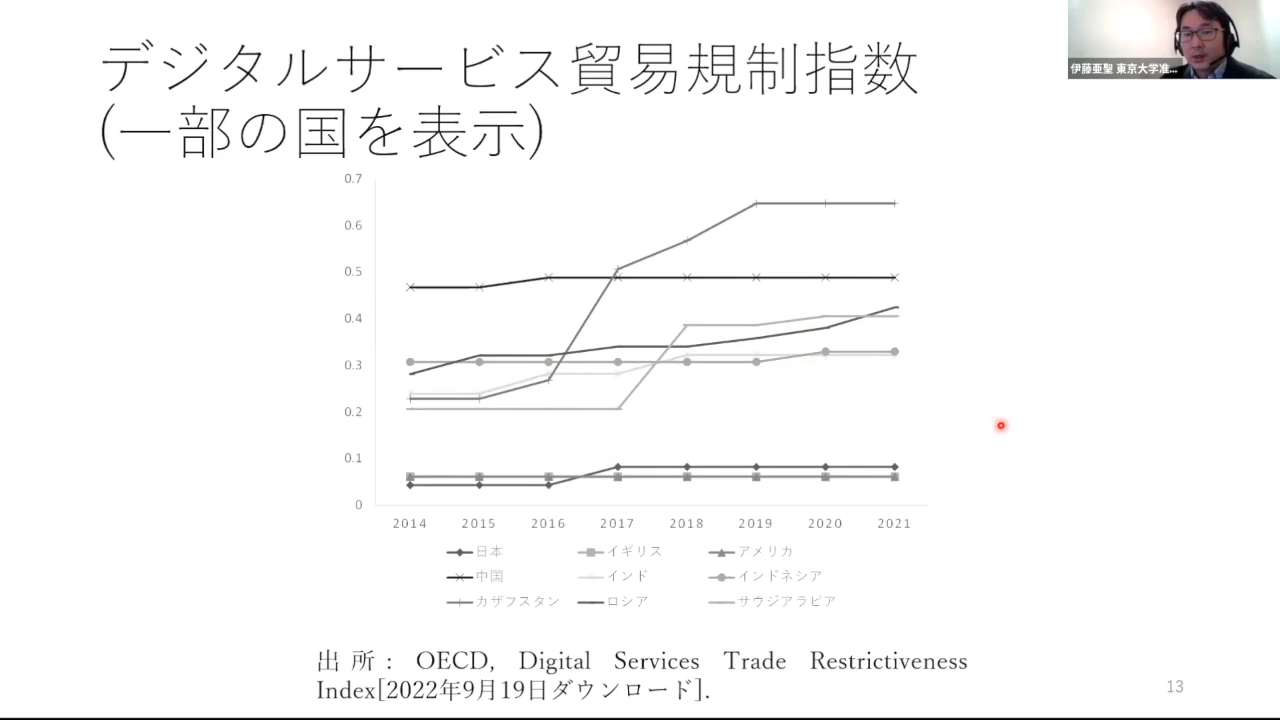 デジタルサービス貿易規制指数
(一部の国を表示)
伊藤亜聖 東京大学准...
0.7
0.6
0.5
0.4
0.3
0.2
0.1
0
2014 2015 2016 2017 2018 2019 2020 2021
日本 イギリス アメリカ
中国 インド インドネシア
カザフスタン ロシア サウジアラビア
出所: OECD, Digital Services Trade Restrictiveness
Index[2022年9月19日ダウンロード].
13